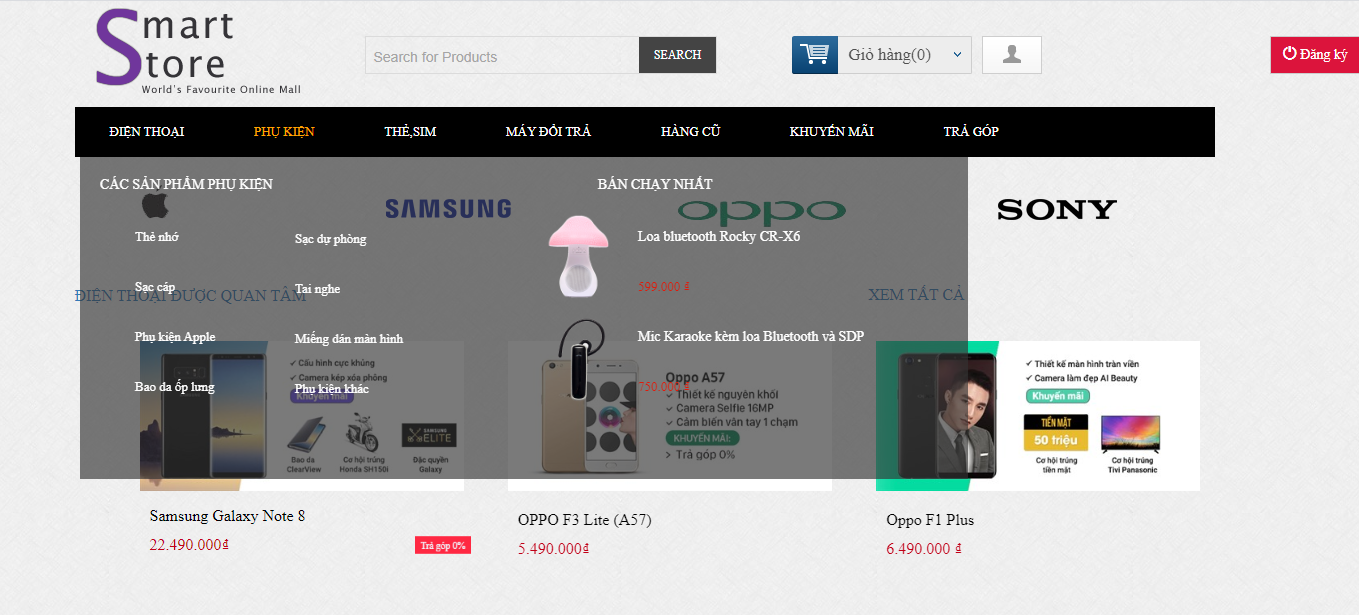 Smart
Store
World's Favourite Online Mall
Search for Products
SEARCH
Giỏ hàng(0)
Đăng ký
ĐIỆN THOẠI
PHỤ KIỆN
THẺ,SIM
MÁY ĐỔI TRẢ
HÀNG CŨ
KHUYẾN MÃI
TRẢ GÓP
CÁC SẢN PHẨM PHỤ KIỆN
BÁN CHẠY NHẤT
SAMSUNG
oppo
SONY
Thẻ nhớ
Sạc dự phòng
Loa bluetooth Rocky CR-X6
Sạc cáp
Tai nghe
599.000 ₫
ĐIỆN THOẠI ĐƯỢC QUAN TÂM
XEM TẤT CẢ
Phụ kiện Apple
Miếng dán màn hình
Mic Karaoke kèm loa Bluetooth và SDP
Bao da ốp lưng
Phụ kiện khác
750.000 ₫
Cấu hình cực khủng
Camera kép xóa phông
Khuyến mãi
Bao da
ClearView
Cơ hội trúng
Honda SH150i
SAMSUNG
ELITE
Đặc quyền
Galaxy
Oppo A57
Thiết kế nguyên khối
Camera Selfie 16MP
Cảm biến vân tay 1 chạm
KHUYẾN MÃI:
Trả góp 0%
Thiết kế màn hình tràn viền
Camera làm đẹp AI Beauty
Khuyến mãi
TIỀN MẶT
50 triệu
Cơ hội trúng
tiền mặt
Cơ hội trúng
Tivi Panasonic
Samsung Galaxy Note 8
22.490.000₫
Trả góp 0%
OPPO F3 Lite (A57)
5.490.000₫
Oppo F1 Plus
6.490.000 ₫